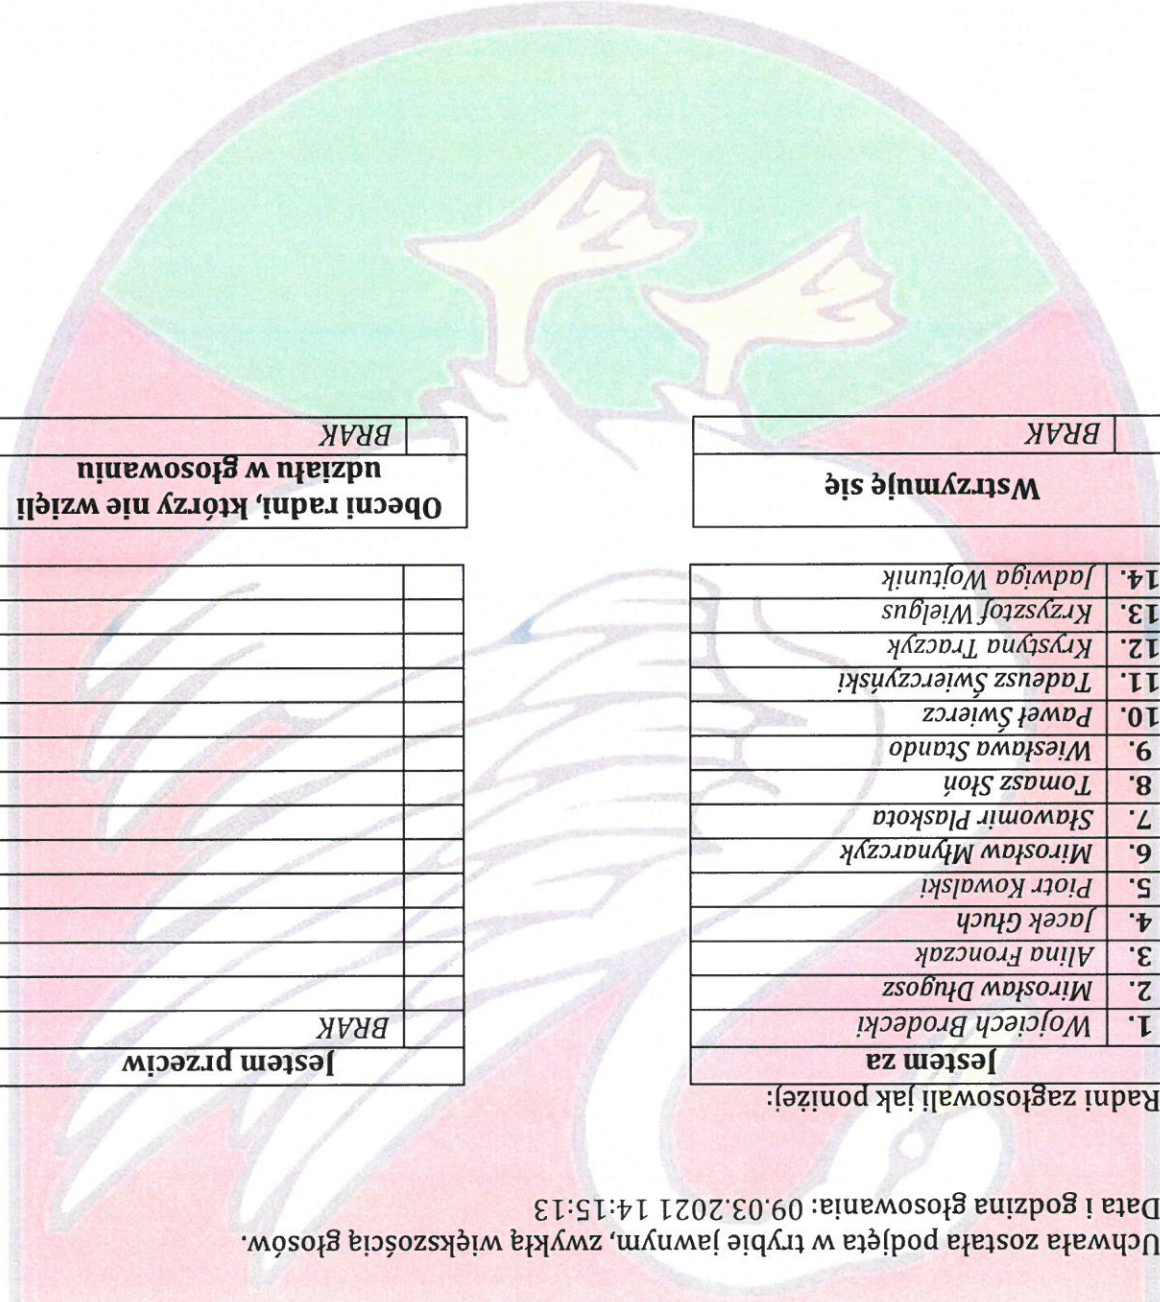 Uchwała została podjęta w trybie jawnym, zwykłą większością głosów.
Data i godzina głosowania: 09.03.2021 14:15:13
Radni zagłosowali jak poniżej:
Jestem za
1. Wojciech Brodecki
2. Mirosław Długosz
3. Alina Fronczak
4. Jacek Głuch
5. Piotr Kowalski
6. Mirosław Młynarczyk
7. Sławomir Plaskota
8. Tomasz Słoń
9. Wiesława Stando
10. Paweł Świercz
11. Tadeusz Świerczyński
12. Krystyna Traczyk
13. Krzysztof Wielgus
14. Jadwiga Wojtunik
Jestem przeciw
BRAK
Wstrzymuję się
BRAK
Obecni radni, którzy nie wzięli
udziału w głosowaniu
BRAK